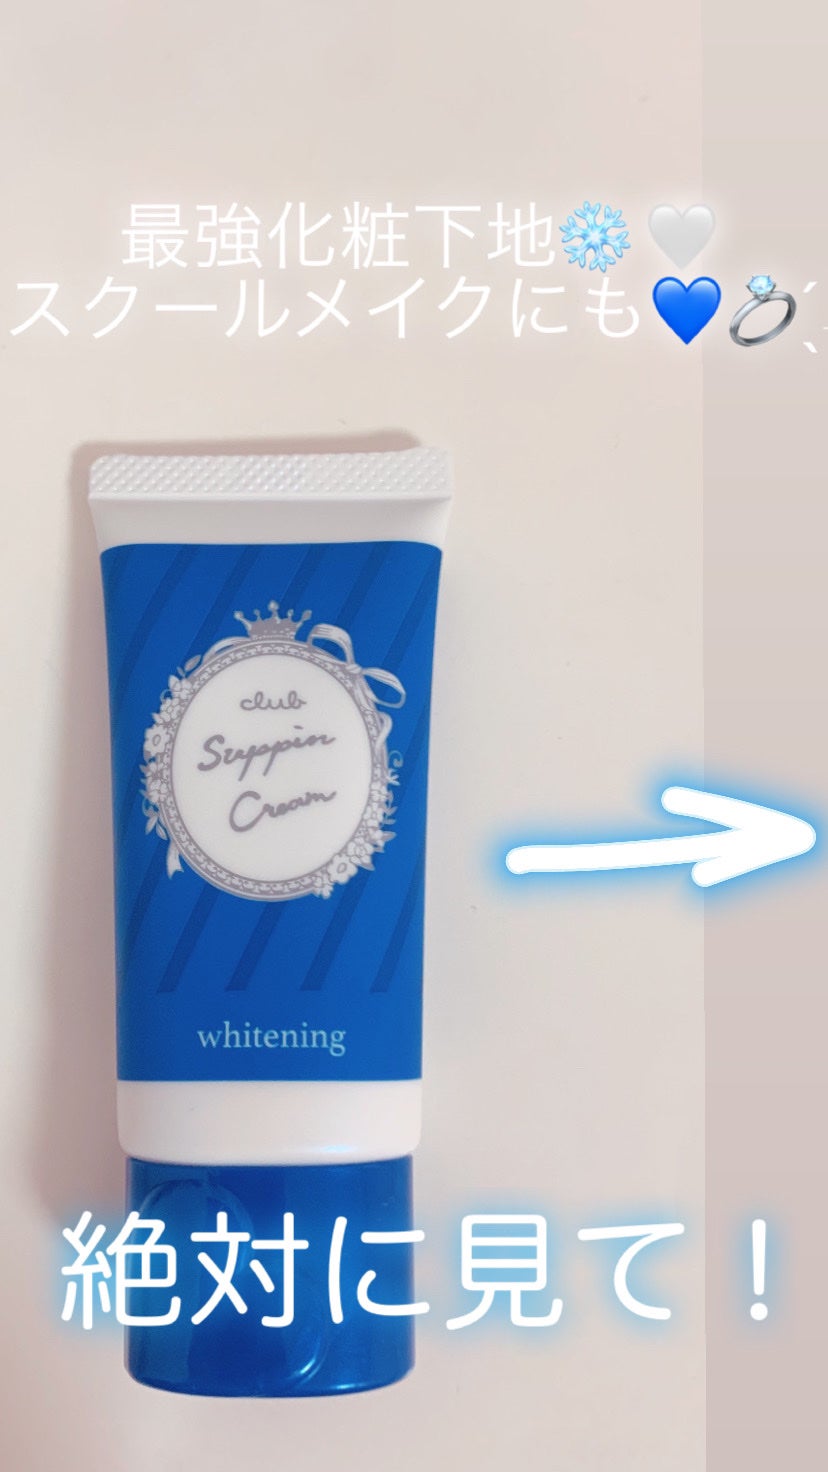 最強化粧下地❄️🤍
スクールメイクにも💙💍
club
Suppin
Cream
whitening
絶対に見て！